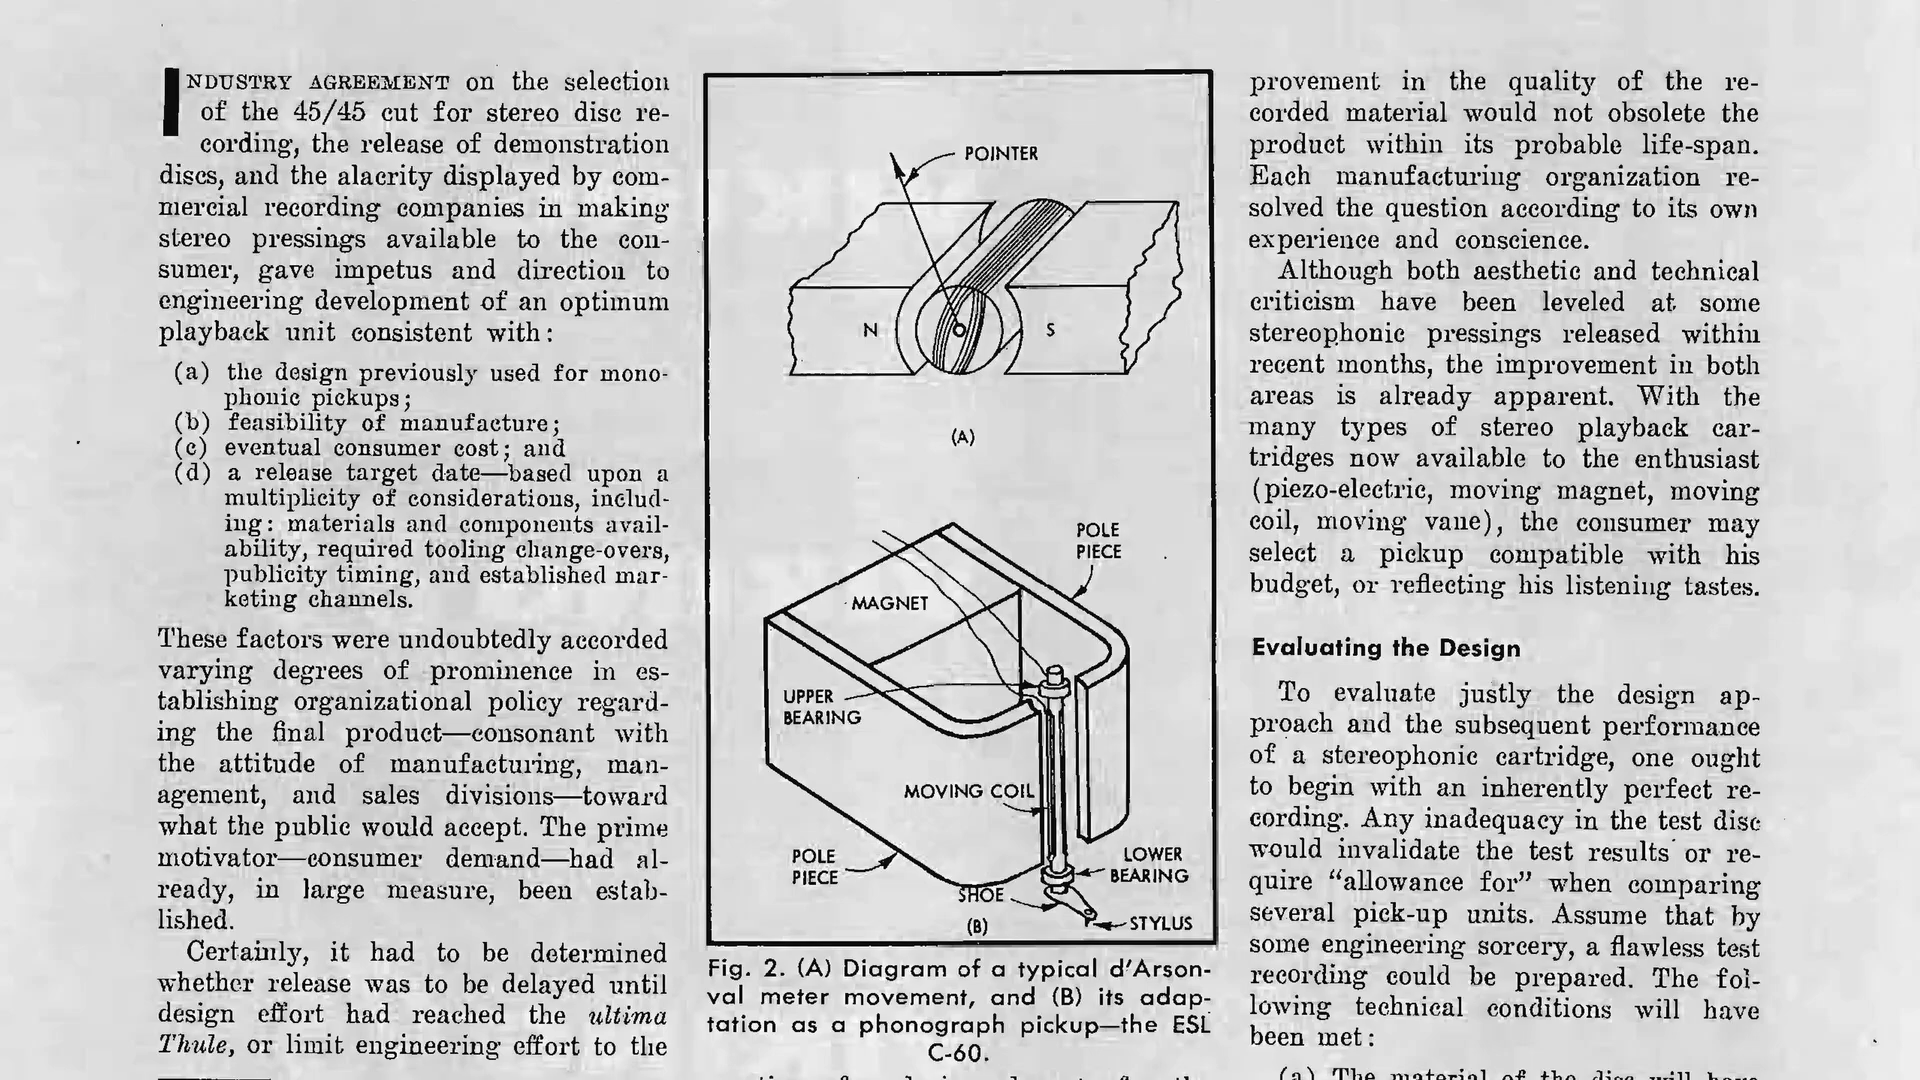 INDUSTRY AGREEMENT on the selection
of the 45/45 cut for stereo disc re-
cording, the release of demonstration
discs, and the alacrity displayed by com-
mercial recording companies in making
stereo pressings available to the con-
sumer, gave impetus and direction to
engineering development of an optimum
playback unit consistent with:
(a) the design previously used for mono-
phonic pickups;
(b) feasibility of manufacture;
(c) eventual consumer cost; and
(d) a release target date—based upon a
multiplicity of considerations, includ-
ing: materials and components avail-
ability, required tooling change-overs,
publicity timing, and established mar-
keting channels.
These factors were undoubtedly accorded
varying degrees of prominence in es-
tablishing organizational policy regard-
ing the final product—consonant with
the attitude of manufacturing, man-
agement, and sales divisions—toward
what the public would accept. The prime
motivator—consumer demand—had al-
ready, in large measure, been estab-
lished.
Certainly, it had to be determined
whether release was to be delayed until
design effort had reached the ultima
Thule, or limit engineering effort to the
POINTER
N
S
(A)
POLE
PIECE
MAGNET
UPPER
BEARING
MOVING COIL
POLE
PIECE
LOWER
BEARING
SHOE
STYLUS
(B)
Fig. 2. (A) Diagram of a typical d'Arson-
val meter movement, and (B) its adap-
tation as a phonograph pickup—the ESL
C-60.
provement in the quality of the re-
corded material would not obsolete the
product within its probable life-span.
Each manufacturing organization re-
solved the question according to its own
experience and conscience.
Although both aesthetic and technical
criticism have been leveled at some
stereophonic pressings released within
recent months, the improvement in both
areas is already apparent. With the
many types of stereo playback car-
tridges now available to the enthusiast
(piezo-electric, moving magnet, moving
coil, moving vane), the consumer may
select a pickup compatible with his
budget, or reflecting his listening tastes.
Evaluating the Design
To evaluate justly the design ap-
proach and the subsequent performance
of a stereophonic cartridge, one ought
to begin with an inherently perfect re-
cording. Any inadequacy in the test disc
would invalidate the test results or re-
quire “allowance for” when comparing
several pick-up units. Assume that by
some engineering sorcery, a flawless test
recording could be prepared. The fol-
lowing technical conditions will have
been met:
(a) The material of the disc will have